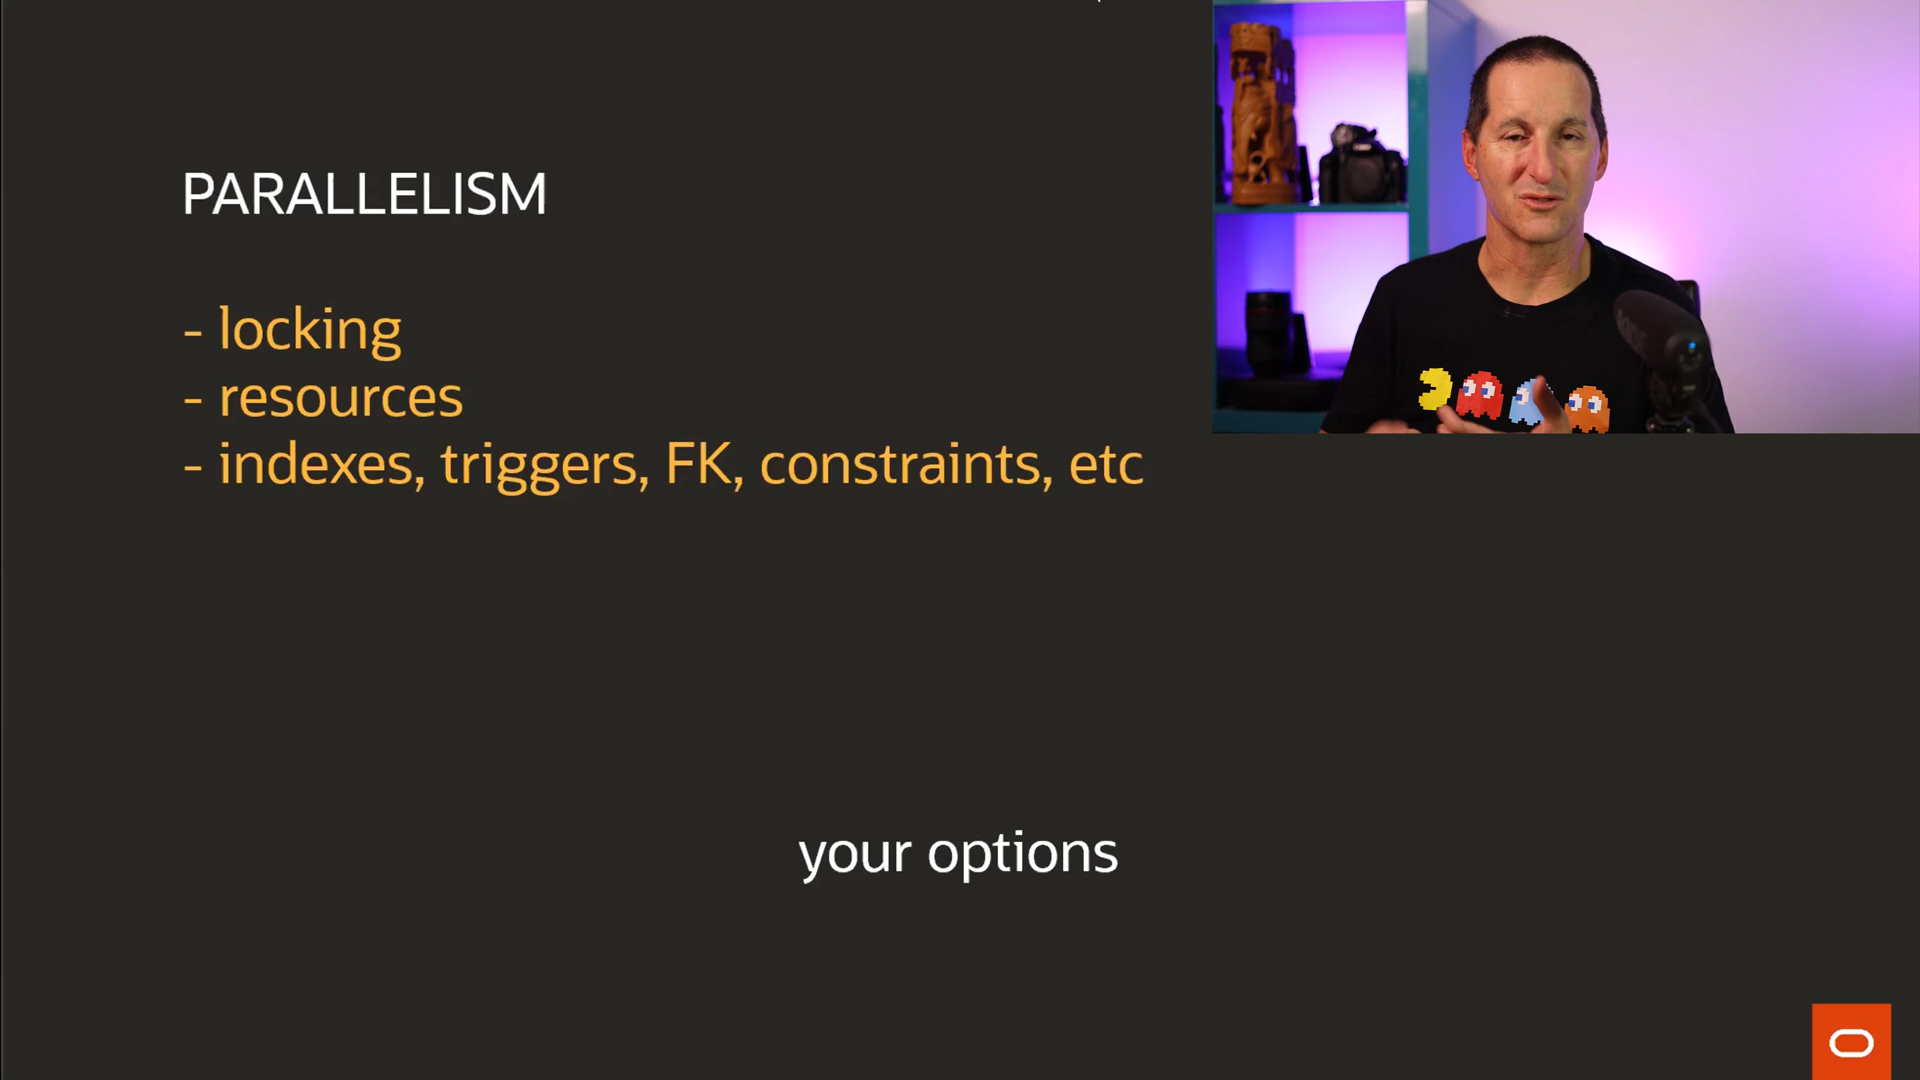 PARALLELISM
- locking
- resources
- indexes, triggers, FK, constraints, etc
your options